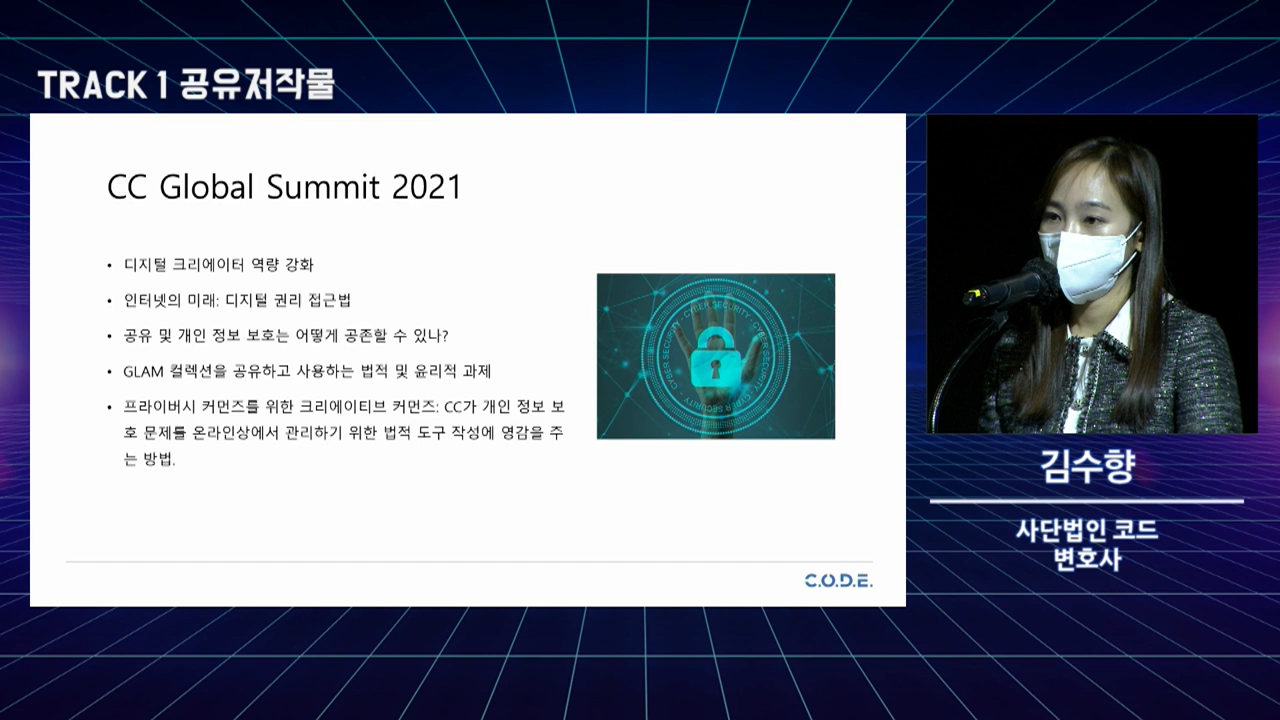 TRACK 1 공유저작물
CC Global Summit 2021
• 디지털 크리에이터 역량 강화
• 인터넷의 미래: 디지털 권리 접근법
• 공유 및 개인 정보 보호는 어떻게 공존할 수 있나?
• GLAM 컬렉션을 공유하고 사용하는 법적 및 윤리적 과제
• 프라이버시 커먼즈를 위한 크리에이티브 커먼즈: CC가 개인 정보 보
호 문제를 온라인상에서 관리하기 위한 법적 도구 작성에 영감을 주
는 방법.
CYBER SECURITY · CYBER SECURITY · CYBER SECURITY
C.O.D.E.
김수향
사단법인 코드
변호사